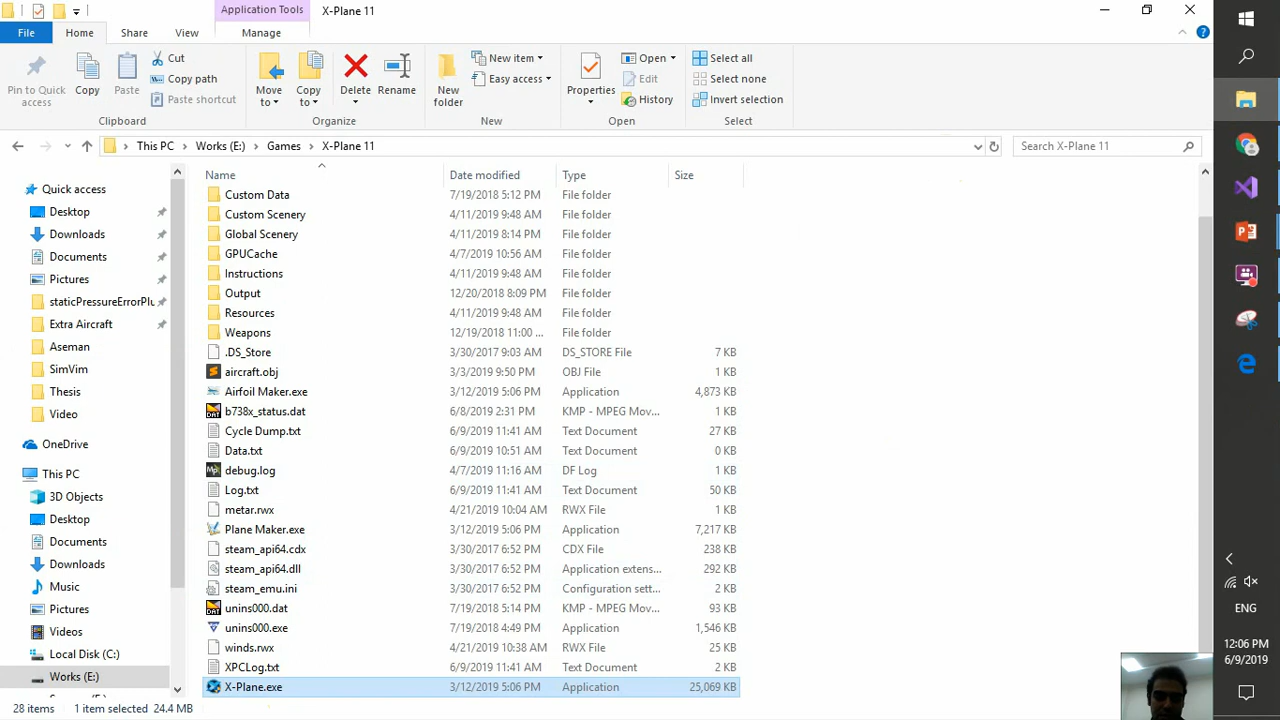 Application Tools
X-Plane 11
File
Home
Share
View
Manage
Pin to Quick access
Copy
Paste
Cut
Copy path
Paste shortcut
Clipboard
Move to
Copy to
Delete
Rename
Organize
New folder
New item
Easy access
New
Properties
Open
Edit
History
Open
Select all
Select none
Invert selection
Select
This PC > Works (E:) > Games > X-Plane 11
Search X-Plane 11
Name Date modified Type Size
Quick access
Desktop
Downloads
Documents
Pictures
staticPressureErrorPlu
Extra Aircraft
Aseman
SimVim
Thesis
Video
OneDrive
This PC
3D Objects
Desktop
Documents
Downloads
Music
Pictures
Videos
Local Disk (C:)
Works (E:)
Custom Data 7/19/2018 5:12 PM File folder
Custom Scenery 4/11/2019 9:48 AM File folder
Global Scenery 4/11/2019 8:14 PM File folder
GPUCache 4/7/2019 10:56 AM File folder
Instructions 4/11/2019 9:48 AM File folder
Output 12/20/2018 8:09 PM File folder
Resources 4/11/2019 9:48 AM File folder
Weapons 12/19/2018 11:00 ... File folder
.DS_Store 3/30/2017 9:03 AM DS_STORE File 7 KB
aircraft.obj 3/3/2019 9:50 PM OBJ File 1 KB
Airfoil Maker.exe 3/12/2019 5:06 PM Application 4,873 KB
b738x_status.dat 6/8/2019 2:31 PM KMP - MPEG Mov... 1 KB
Cycle Dump.txt 6/9/2019 11:41 AM Text Document 27 KB
Data.txt 6/9/2019 10:51 AM Text Document 0 KB
debug.log 4/7/2019 11:16 AM DF Log 1 KB
Log.txt 6/9/2019 11:41 AM Text Document 50 KB
metar.rwx 4/21/2019 10:04 AM RWX File 1 KB
Plane Maker.exe 3/12/2019 5:06 PM Application 7,217 KB
steam_api64.cdx 3/30/2017 6:52 PM CDX File 238 KB
steam_api64.dll 3/30/2017 6:52 PM Application extens... 292 KB
steam_emu.ini 3/30/2017 6:52 PM Configuration sett... 2 KB
unins000.dat 7/19/2018 5:14 PM KMP - MPEG Mov... 93 KB
unins000.exe 7/19/2018 4:49 PM Application 1,546 KB
winds.rwx 4/21/2019 10:38 AM RWX File 25 KB
XPCLog.txt 6/9/2019 11:41 AM Text Document 2 KB
X-Plane.exe 3/12/2019 5:06 PM Application 25,069 KB
28 items 1 item selected 24.4 MB
ENG
12:06 PM
6/9/2019